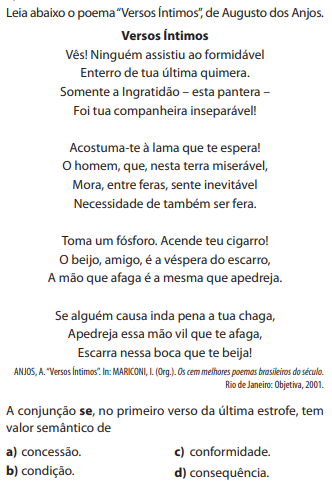 Leia abaixo o poema “Versos Íntimos”, de Augusto dos Anjos.
Versos Íntimos
Vês! Ninguém assistiu ao formidável
Enterro de tua última quimera.
Somente a Ingratidão – esta pantera –
Foi tua companheira inseparável!
Acostuma-te à lama que te espera!
O homem, que, nesta terra miserável,
Mora, entre feras, sente inevitável
Necessidade de também ser fera.
Toma um fósforo. Acende teu cigarro!
O beijo, amigo, é a véspera do escarro,
A mão que afaga é a mesma que apedreja.
Se alguém causa inda pena a tua chaga,
Apedreja essa mão vil que te afaga,
Escarra nessa boca que te beija!
ANJOS, A. “Versos Íntimos”. In: MARICONI, I. (Org.). Os cem melhores poemas brasileiros do século.
Rio de Janeiro: Objetiva, 2001.
A conjunção se, no primeiro verso da última estrofe, tem
valor semântico de
a) concessão.
b) condição.
c) conformidade.
d) consequência.